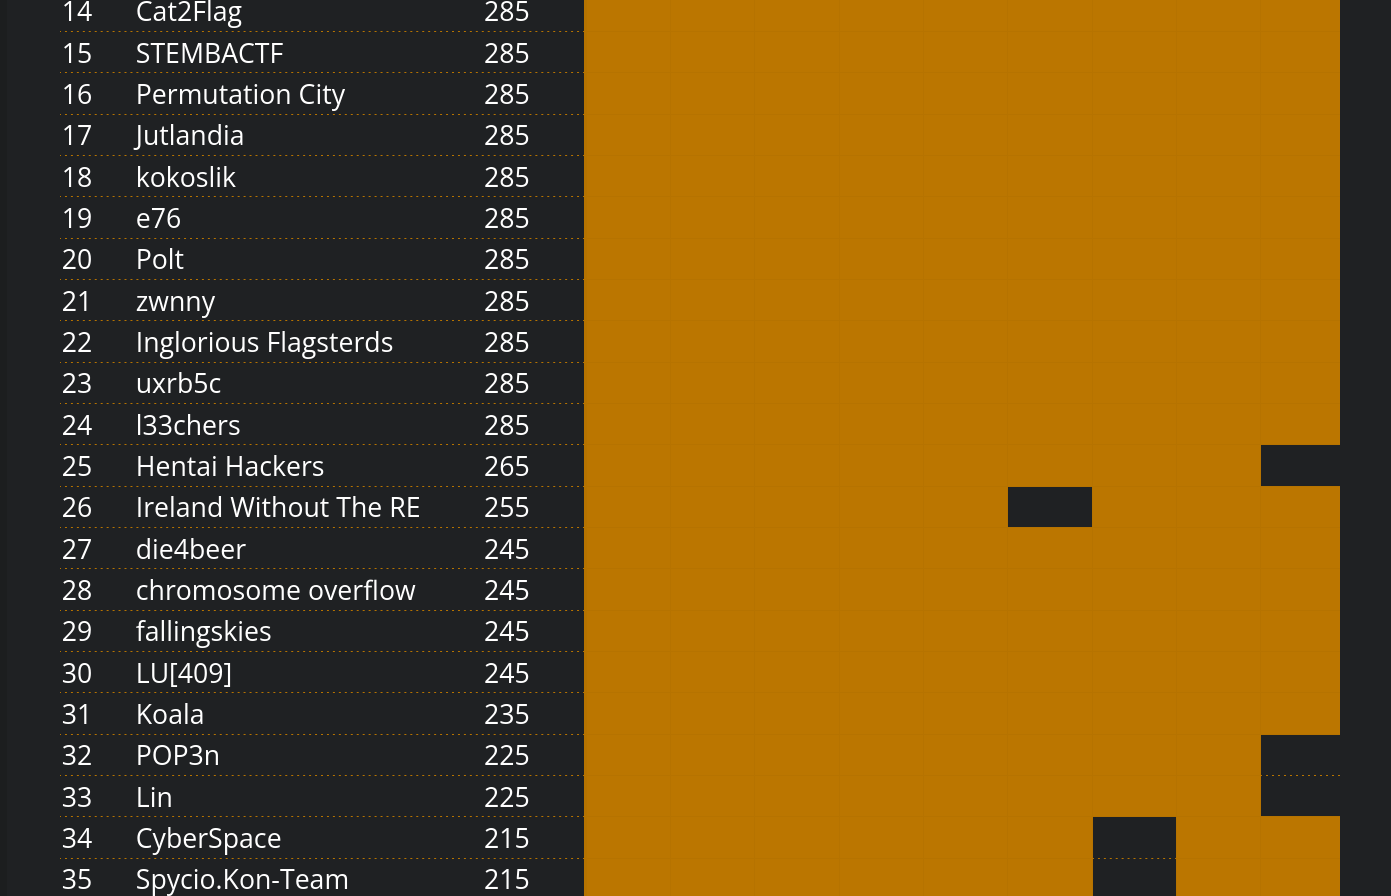 14 Cat2Flag 285
15 STEMBACTF 285
16 Permutation City 285
17 Jutlandia 285
18 kokoslik 285
19 e76 285
20 Polt 285
21 zwnny 285
22 Inglorious Flagsterds 285
23 uxrb5c 285
24 l33chers 285
25 Hentai Hackers 265
26 Ireland Without The RE 255
27 die4beer 245
28 chromosome overflow 245
29 fallingskies 245
30 LU[409] 245
31 Koala 235
32 POP3n 225
33 Lin 225
34 CyberSpace 215
35 Spycio.Kon-Team 215